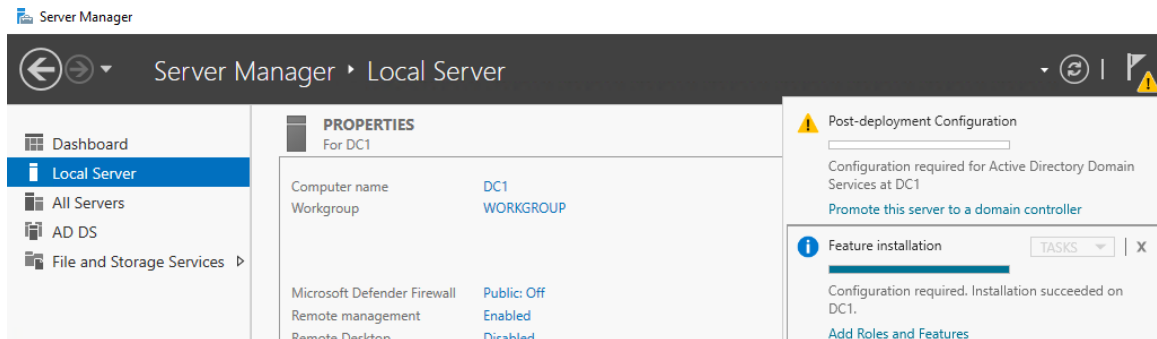 Server Manager
Server Manager • Local Server
Dashboard
Local Server
All Servers
AD DS
File and Storage Services
PROPERTIES
For DC1
Computer name DC1
Workgroup WORKGROUP
Microsoft Defender Firewall Public: Off
Remote management Enabled
Remote Desktop Disabled
Post-deployment Configuration
Configuration required for Active Directory Domain
Services at DC1
Promote this server to a domain controller
Feature installation TASKS X
Configuration required. Installation succeeded on
DC1.
Add Roles and Features